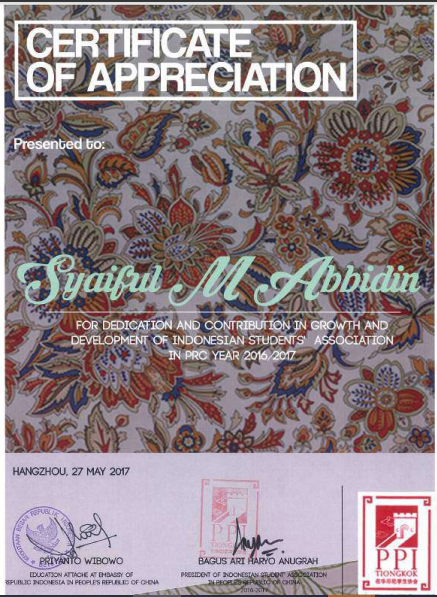 CERTIFICATE
OF APPRECIATION
Presented to:
Syaiful M Abbidin
FOR DEDICATION AND CONTRIBUTION IN GROWTH AND
DEVELOPMENT OF INDONESIAN STUDENTS' ASSOCIATION
IN PRC YEAR 2016/2017
HANGZHOU, 27 MAY 2017
PRIYANTO WIBOWO
EDUCATION ATTACHE AT EMBASSY OF
REPUBLIC INDONESIA IN PEOPLE'S REPUBLIC OF CHINA
BAGUS ARI HARYO ANUGRAH
PRESIDENT OF INDONESIAN STUDENT ASSOCIATION
IN PEOPLE'S REPUBLIC OF CHINA
2016-2017
PPI
TIONGKOK